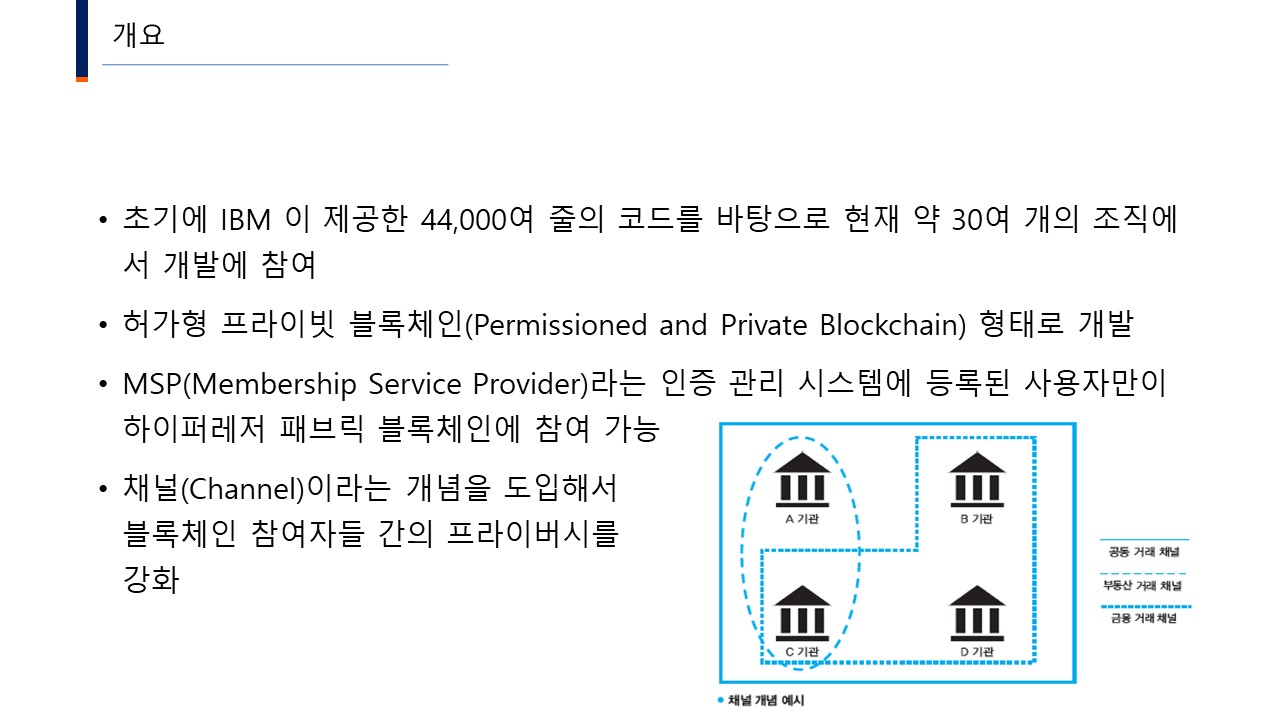 개요
• 초기에 IBM 이 제공한 44,000여 줄의 코드를 바탕으로 현재 약 30여 개의 조직에
서 개발에 참여
• 허가형 프라이빗 블록체인(Permissioned and Private Blockchain) 형태로 개발
• MSP(Membership Service Provider)라는 인증 관리 시스템에 등록된 사용자만이
하이퍼레저 패브릭 블록체인에 참여 가능
• 채널(Channel)이라는 개념을 도입해서
블록체인 참여자들 간의 프라이버시를
강화
A 기관
B 기관
C 기관
D 기관
공동 거래 채널
부동산 거래 채널
금융 거래 채널
• 채널 개념 예시